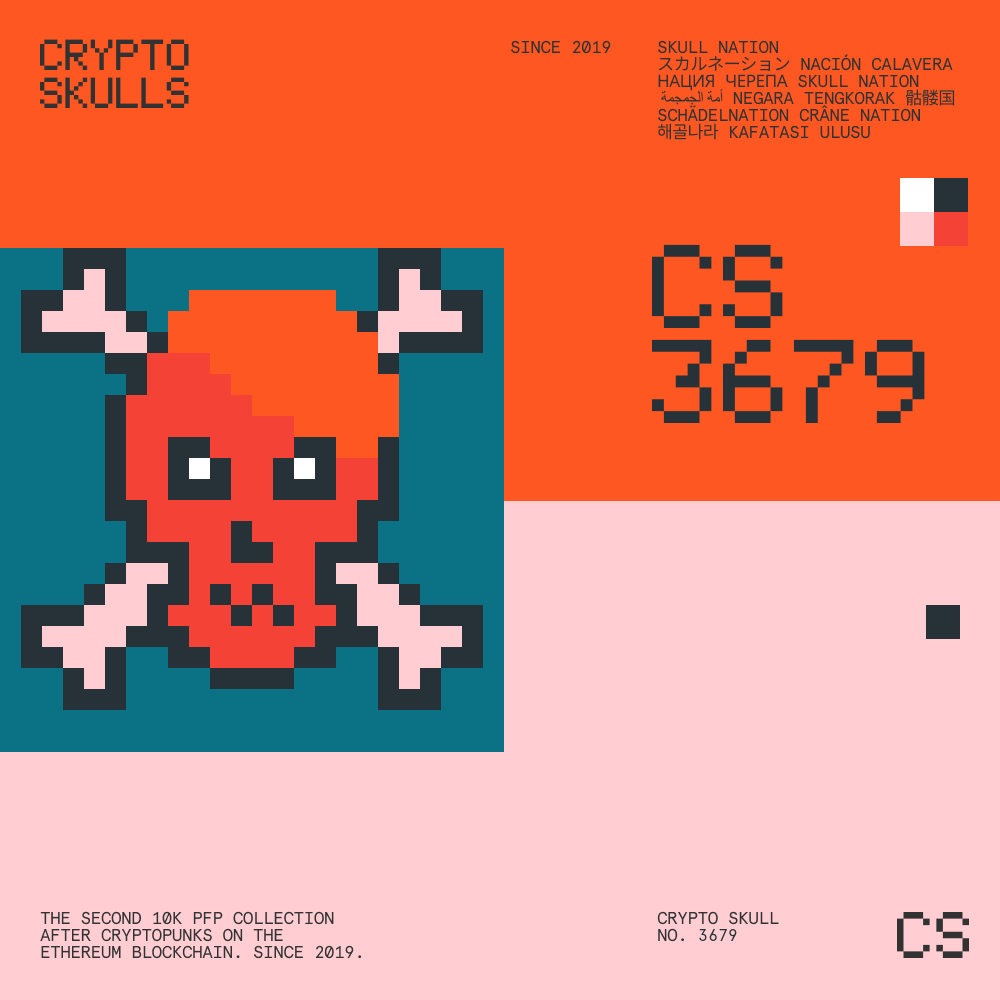 CRYPTO
SKULLS
SINCE 2019
SKULL NATION
スカルネーション NACIÓN CALAVERA
НАЦИЯ ЧЕРЕПА SKULL NATION
أمة الجمجمة NEGARA TENGKORAK 骷髅国
SCHÄDELNATION CRÂNE NATION
해골나라 KAFATASI ULUSU
CS
3679
THE SECOND 10K PFP COLLECTION
AFTER CRYPTOPUNKS ON THE
ETHEREUM BLOCKCHAIN. SINCE 2019.
CRYPTO SKULL
NO. 3679
CS